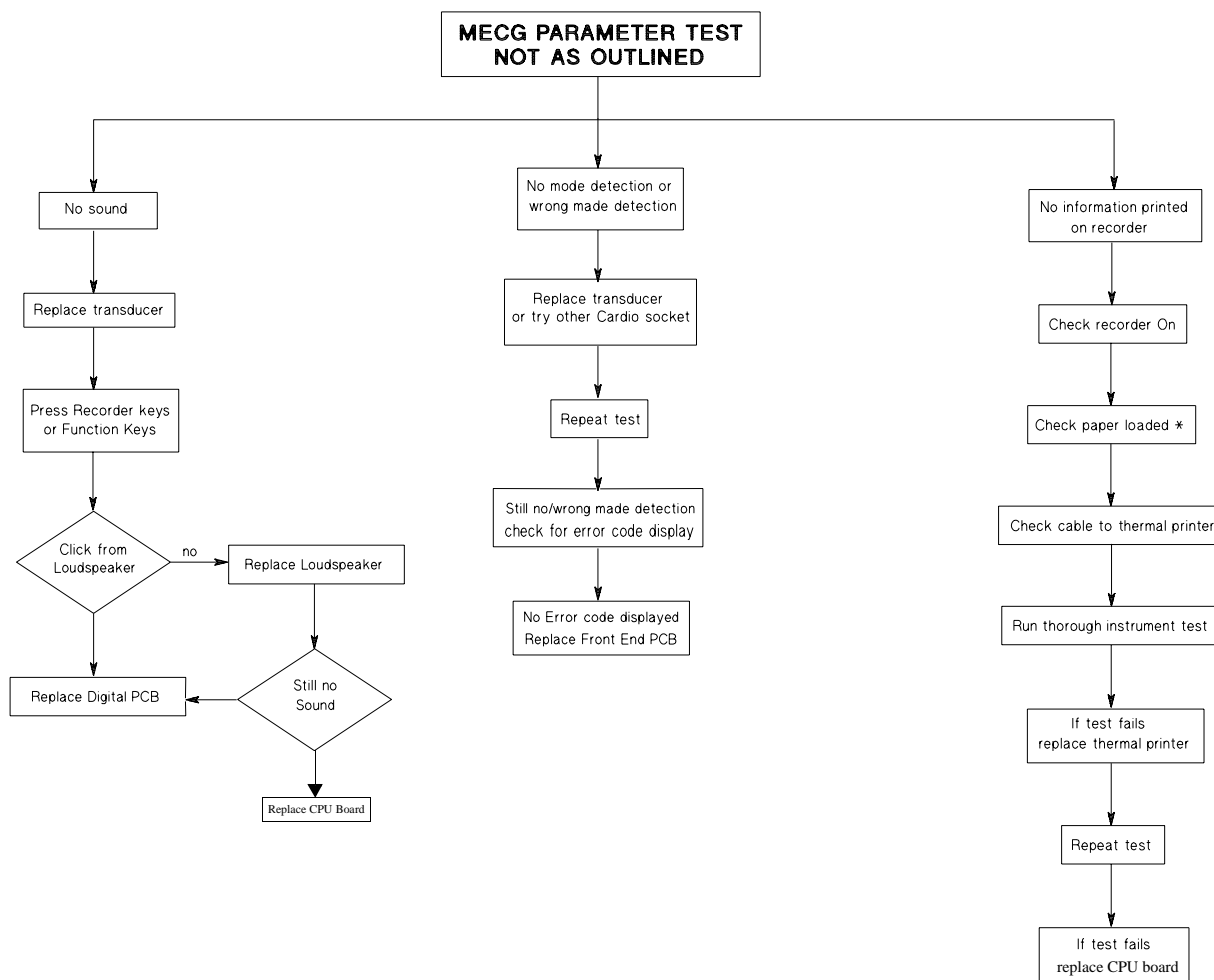 MECG PARAMETER TEST
NOT AS OUTLINED
No sound
Replace transducer
Press Recorder keys
or Function Keys
Click from
Loudspeaker
no
Replace Loudspeaker
Replace Digital PCB
Still no
Sound
Replace CPU Board
No mode detection or
wrong made detection
Replace transducer
or try other Cardio socket
Repeat test
Still no/wrong made detection
check for error code display
No Error code displayed
Replace Front End PCB
No information printed
on recorder
Check recorder On
Check paper loaded *
Check cable to thermal printer
Run thorough instrument test
If test fails
replace thermal printer
Repeat test
If test fails
replace CPU board